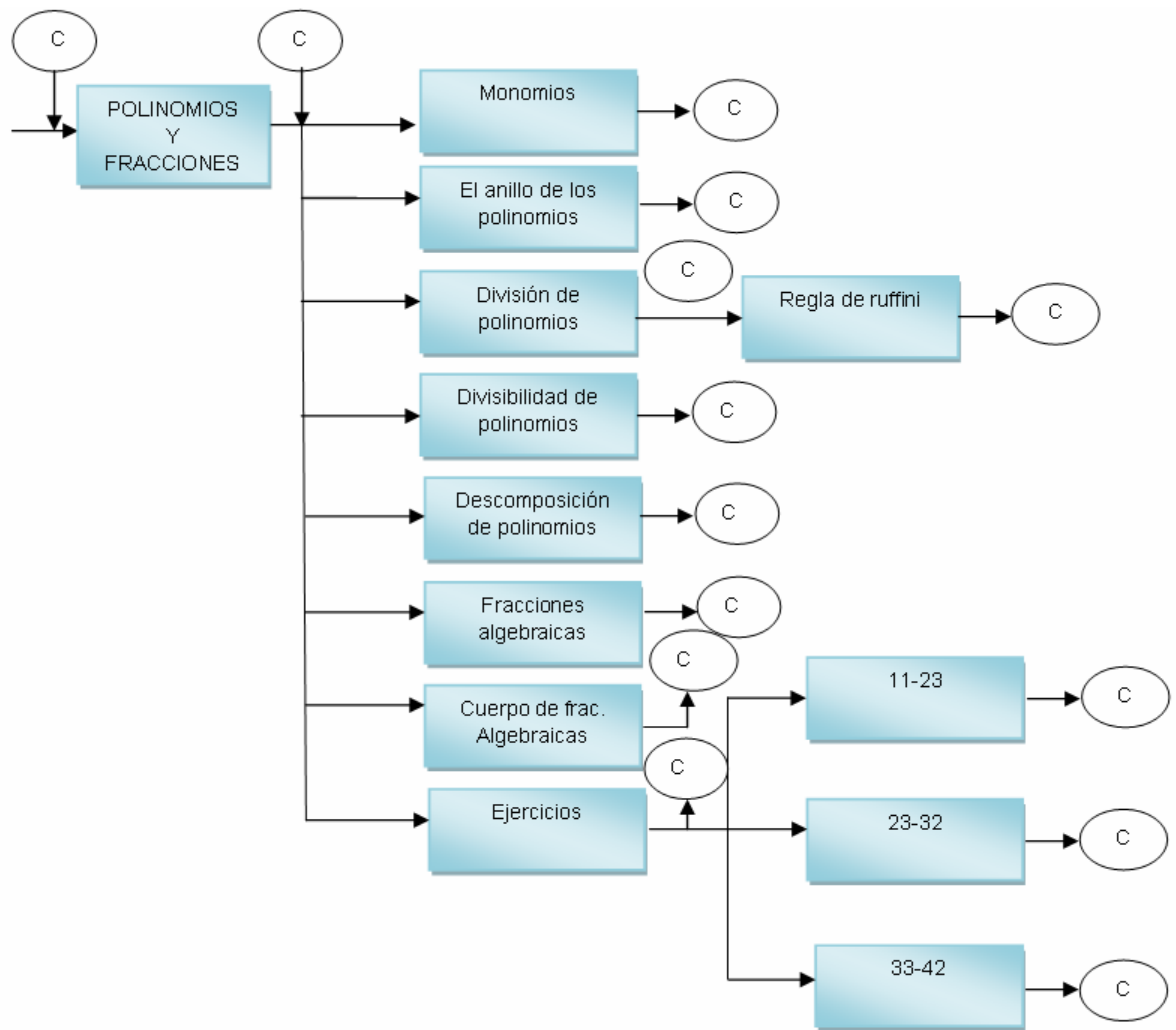 C
C
POLINOMIOS
Y
FRACCIONES
Monomios
C
El anillo de los
polinomios
C
División de
polinomios
C
Regla de ruffini
C
Divisibilidad de
polinomios
C
Descomposición
de polinomios
C
Fracciones
algebraicas
C
Cuerpo de frac.
Algebraicas
C
Ejercicios
C
11-23
C
23-32
C
33-42
C